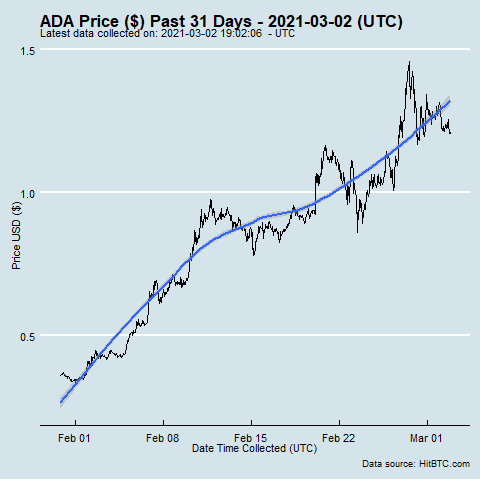 ADA Price ($) Past 31 Days - 2021-03-02 (UTC)
Latest data collected on: 2021-03-02 19:02:06  - UTC
1.5
1.0
0.5
Price USD ($)
Feb 01
Feb 08
Feb 15
Feb 22
Mar 01
Date Time Collected (UTC)
Data source: HitBTC.com